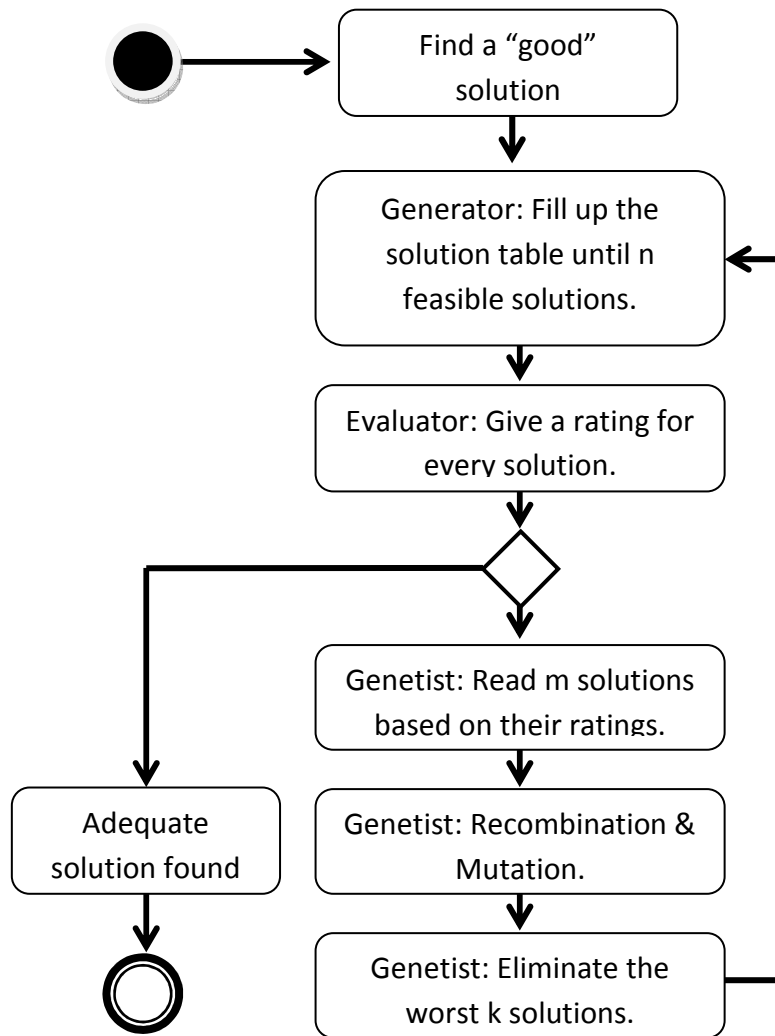 Find a “good”
solution
Generator: Fill up the
solution table until n
feasible solutions.
Evaluator: Give a rating for
every solution.
Genetist: Read m solutions
based on their ratings.
Adequate
solution found
Genetist: Recombination &
Mutation.
Genetist: Eliminate the
worst k solutions.